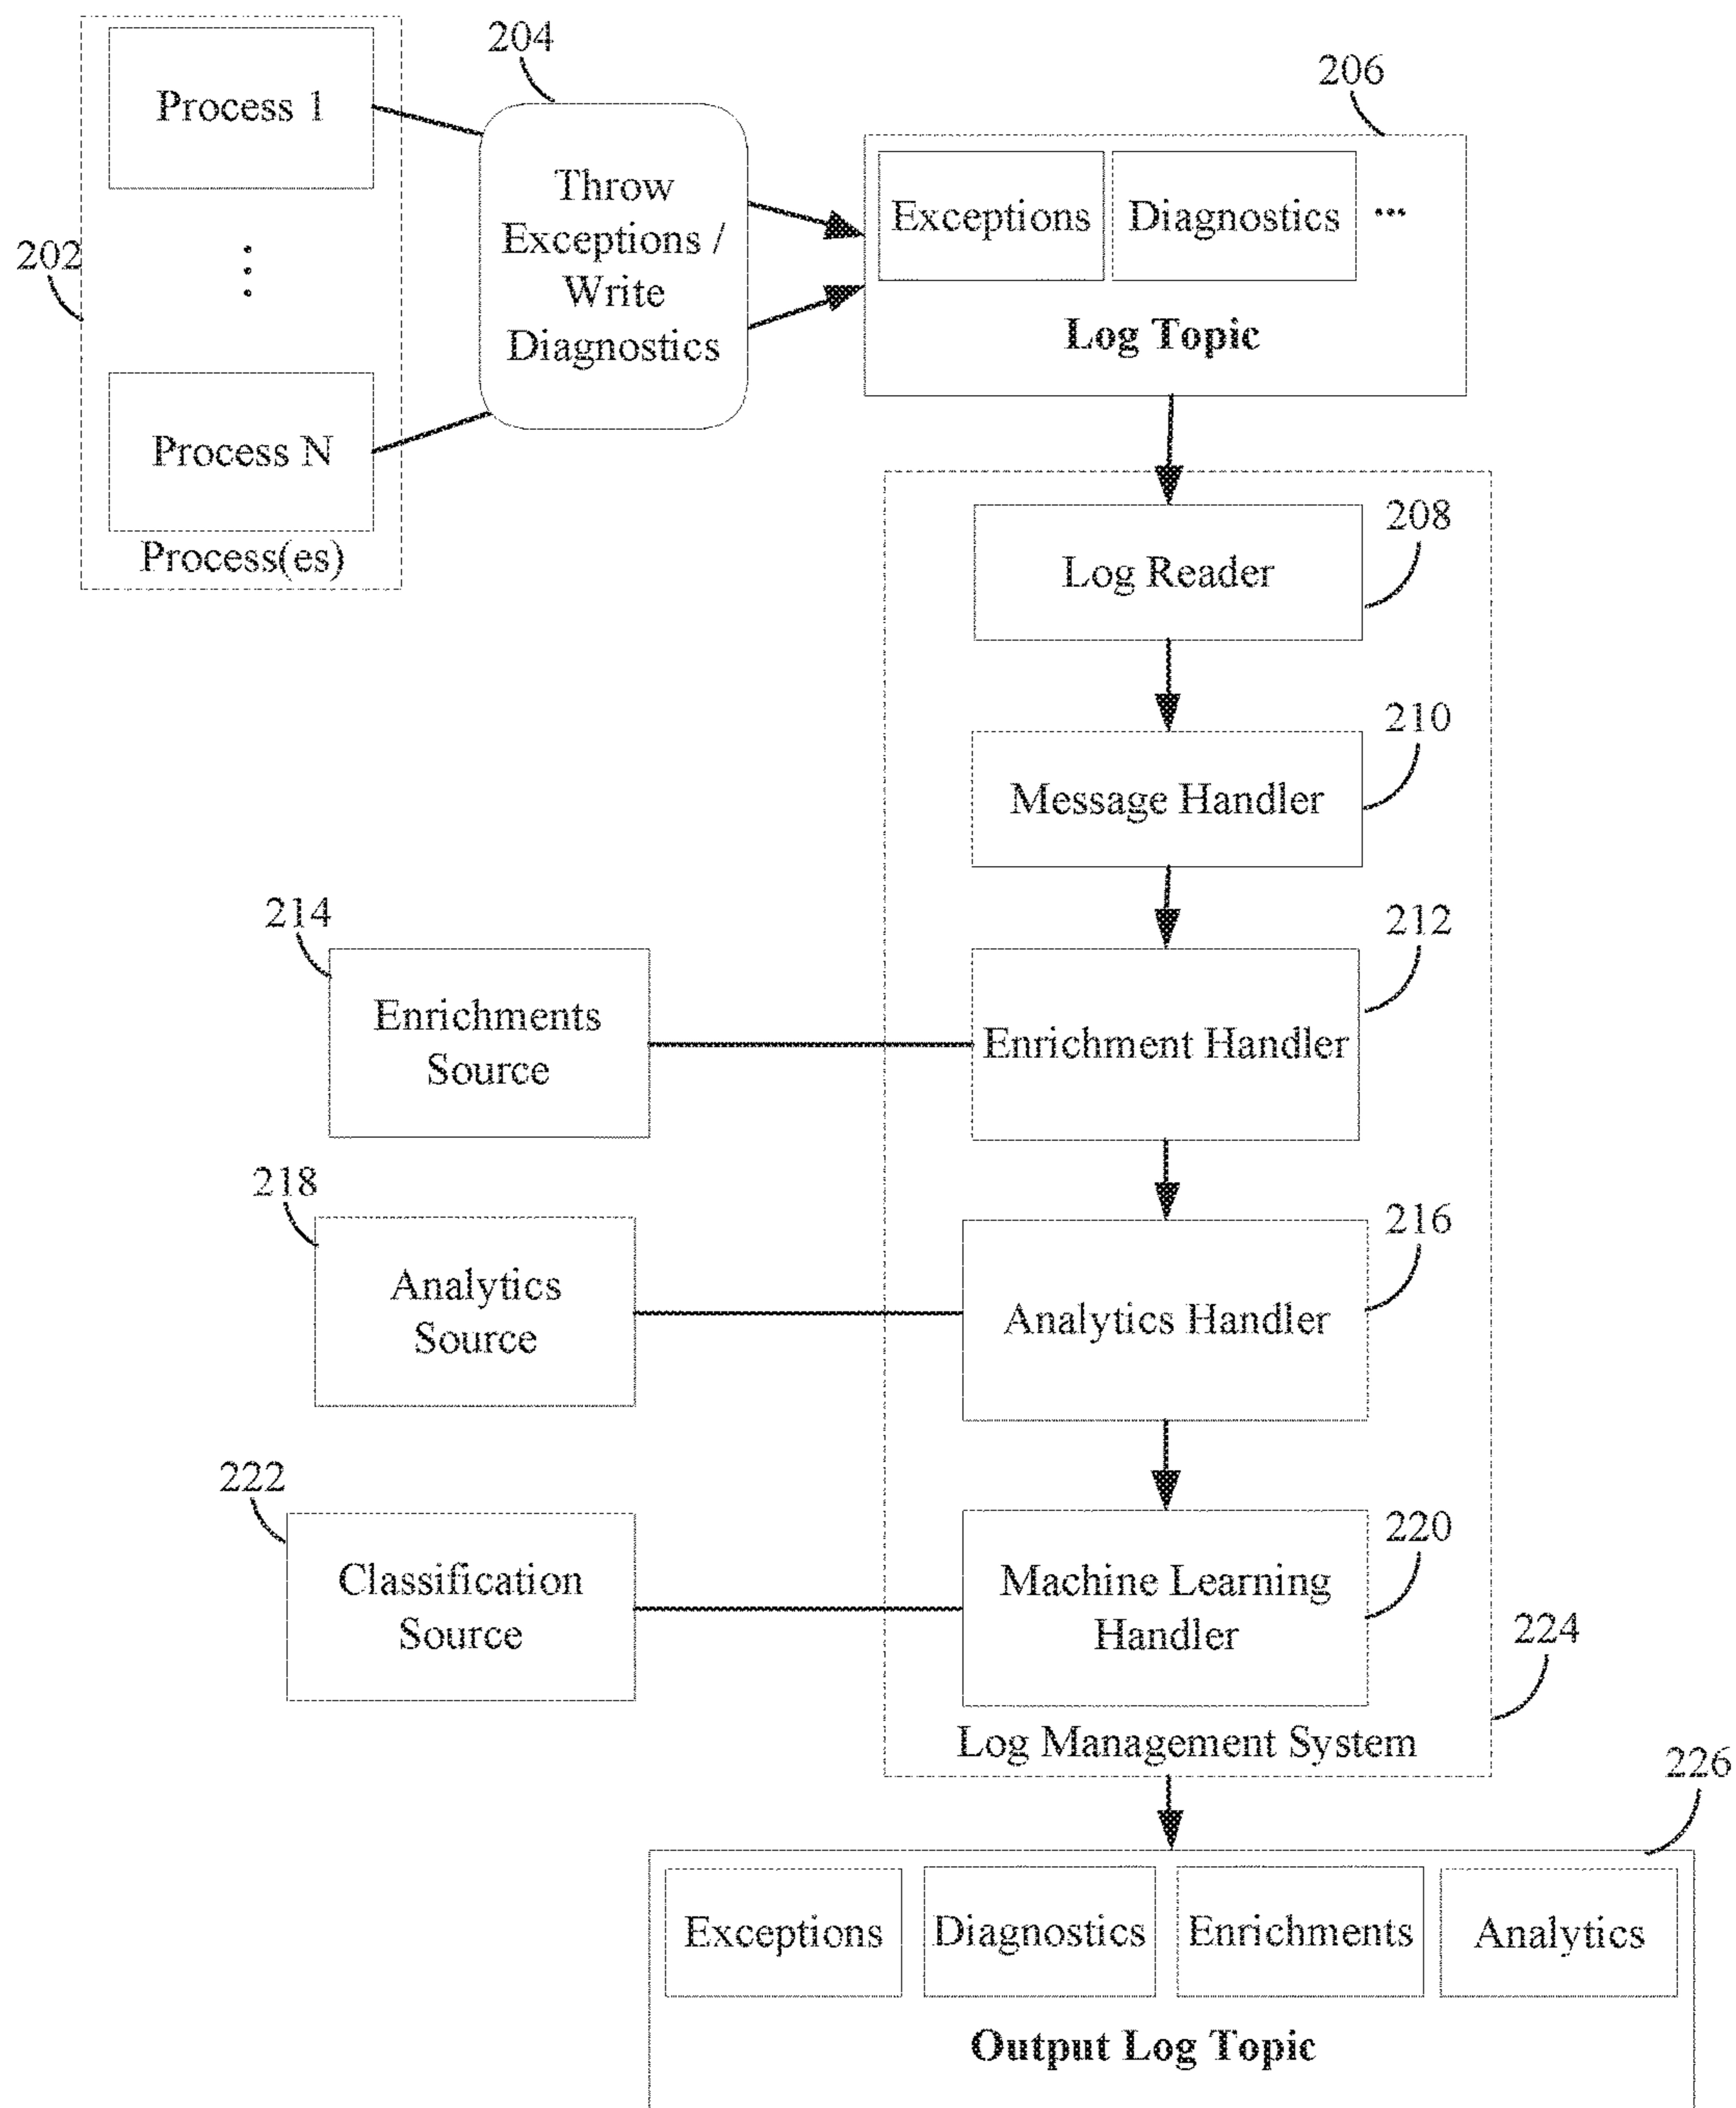 204
206
Process 1
Throw
Exceptions /
Write
Diagnostics
Exceptions
Diagnostics
...
Log Topic
202
Process N
Process(es)
208
Log Reader
210
Message Handler
214
212
Enrichments
Source
Enrichment Handler
218
216
Analytics
Source
Analytics Handler
222
220
Classification
Source
Machine Learning
Handler
224
Log Management System
226
Exceptions
Diagnostics
Enrichments
Analytics
Output Log Topic